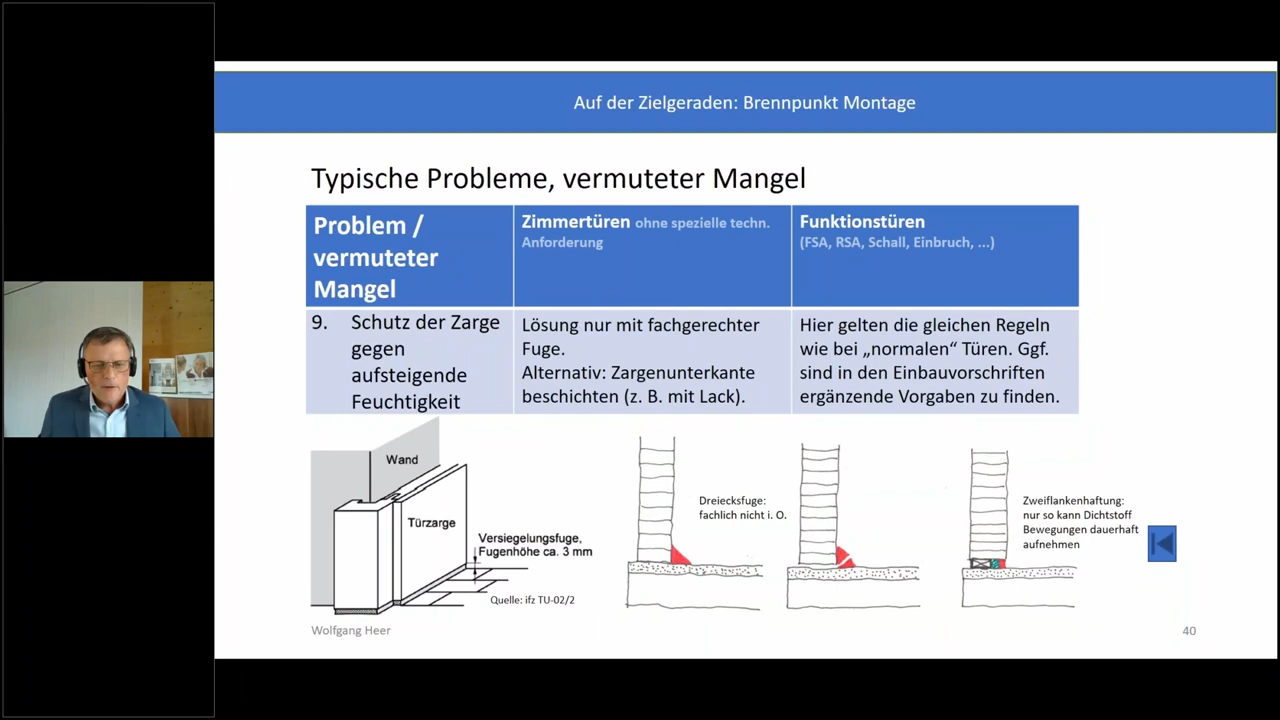 Auf der Zielgeraden: Brennpunkt Montage
Typische Probleme, vermuteter Mangel
Problem /
vermuteter
Mangel
Zimmertüren ohne spezielle techn.
Anforderung
Funktionstüren
(FSA, RSA, Schall, Einbruch, ...)
9. Schutz der Zarge
gegen
aufsteigende
Feuchtigkeit
Lösung nur mit fachgerechter
Fuge.
Alternativ: Zargenunterkante
beschichten (z. B. mit Lack).
Hier gelten die gleichen Regeln
wie bei „normalen“ Türen. Ggf.
sind in den Einbauvorschriften
ergänzende Vorgaben zu finden.
Wand
Türzarge
Versiegelungsfuge,
Fugenhöhe ca. 3 mm
Quelle: ifz TU-02/2
Dreiecksfuge:
fachlich nicht i. O.
Zweiflankenhaftung:
nur so kann Dichtstoff
Bewegungen dauerhaft
aufnehmen
Wolfgang Heer
40